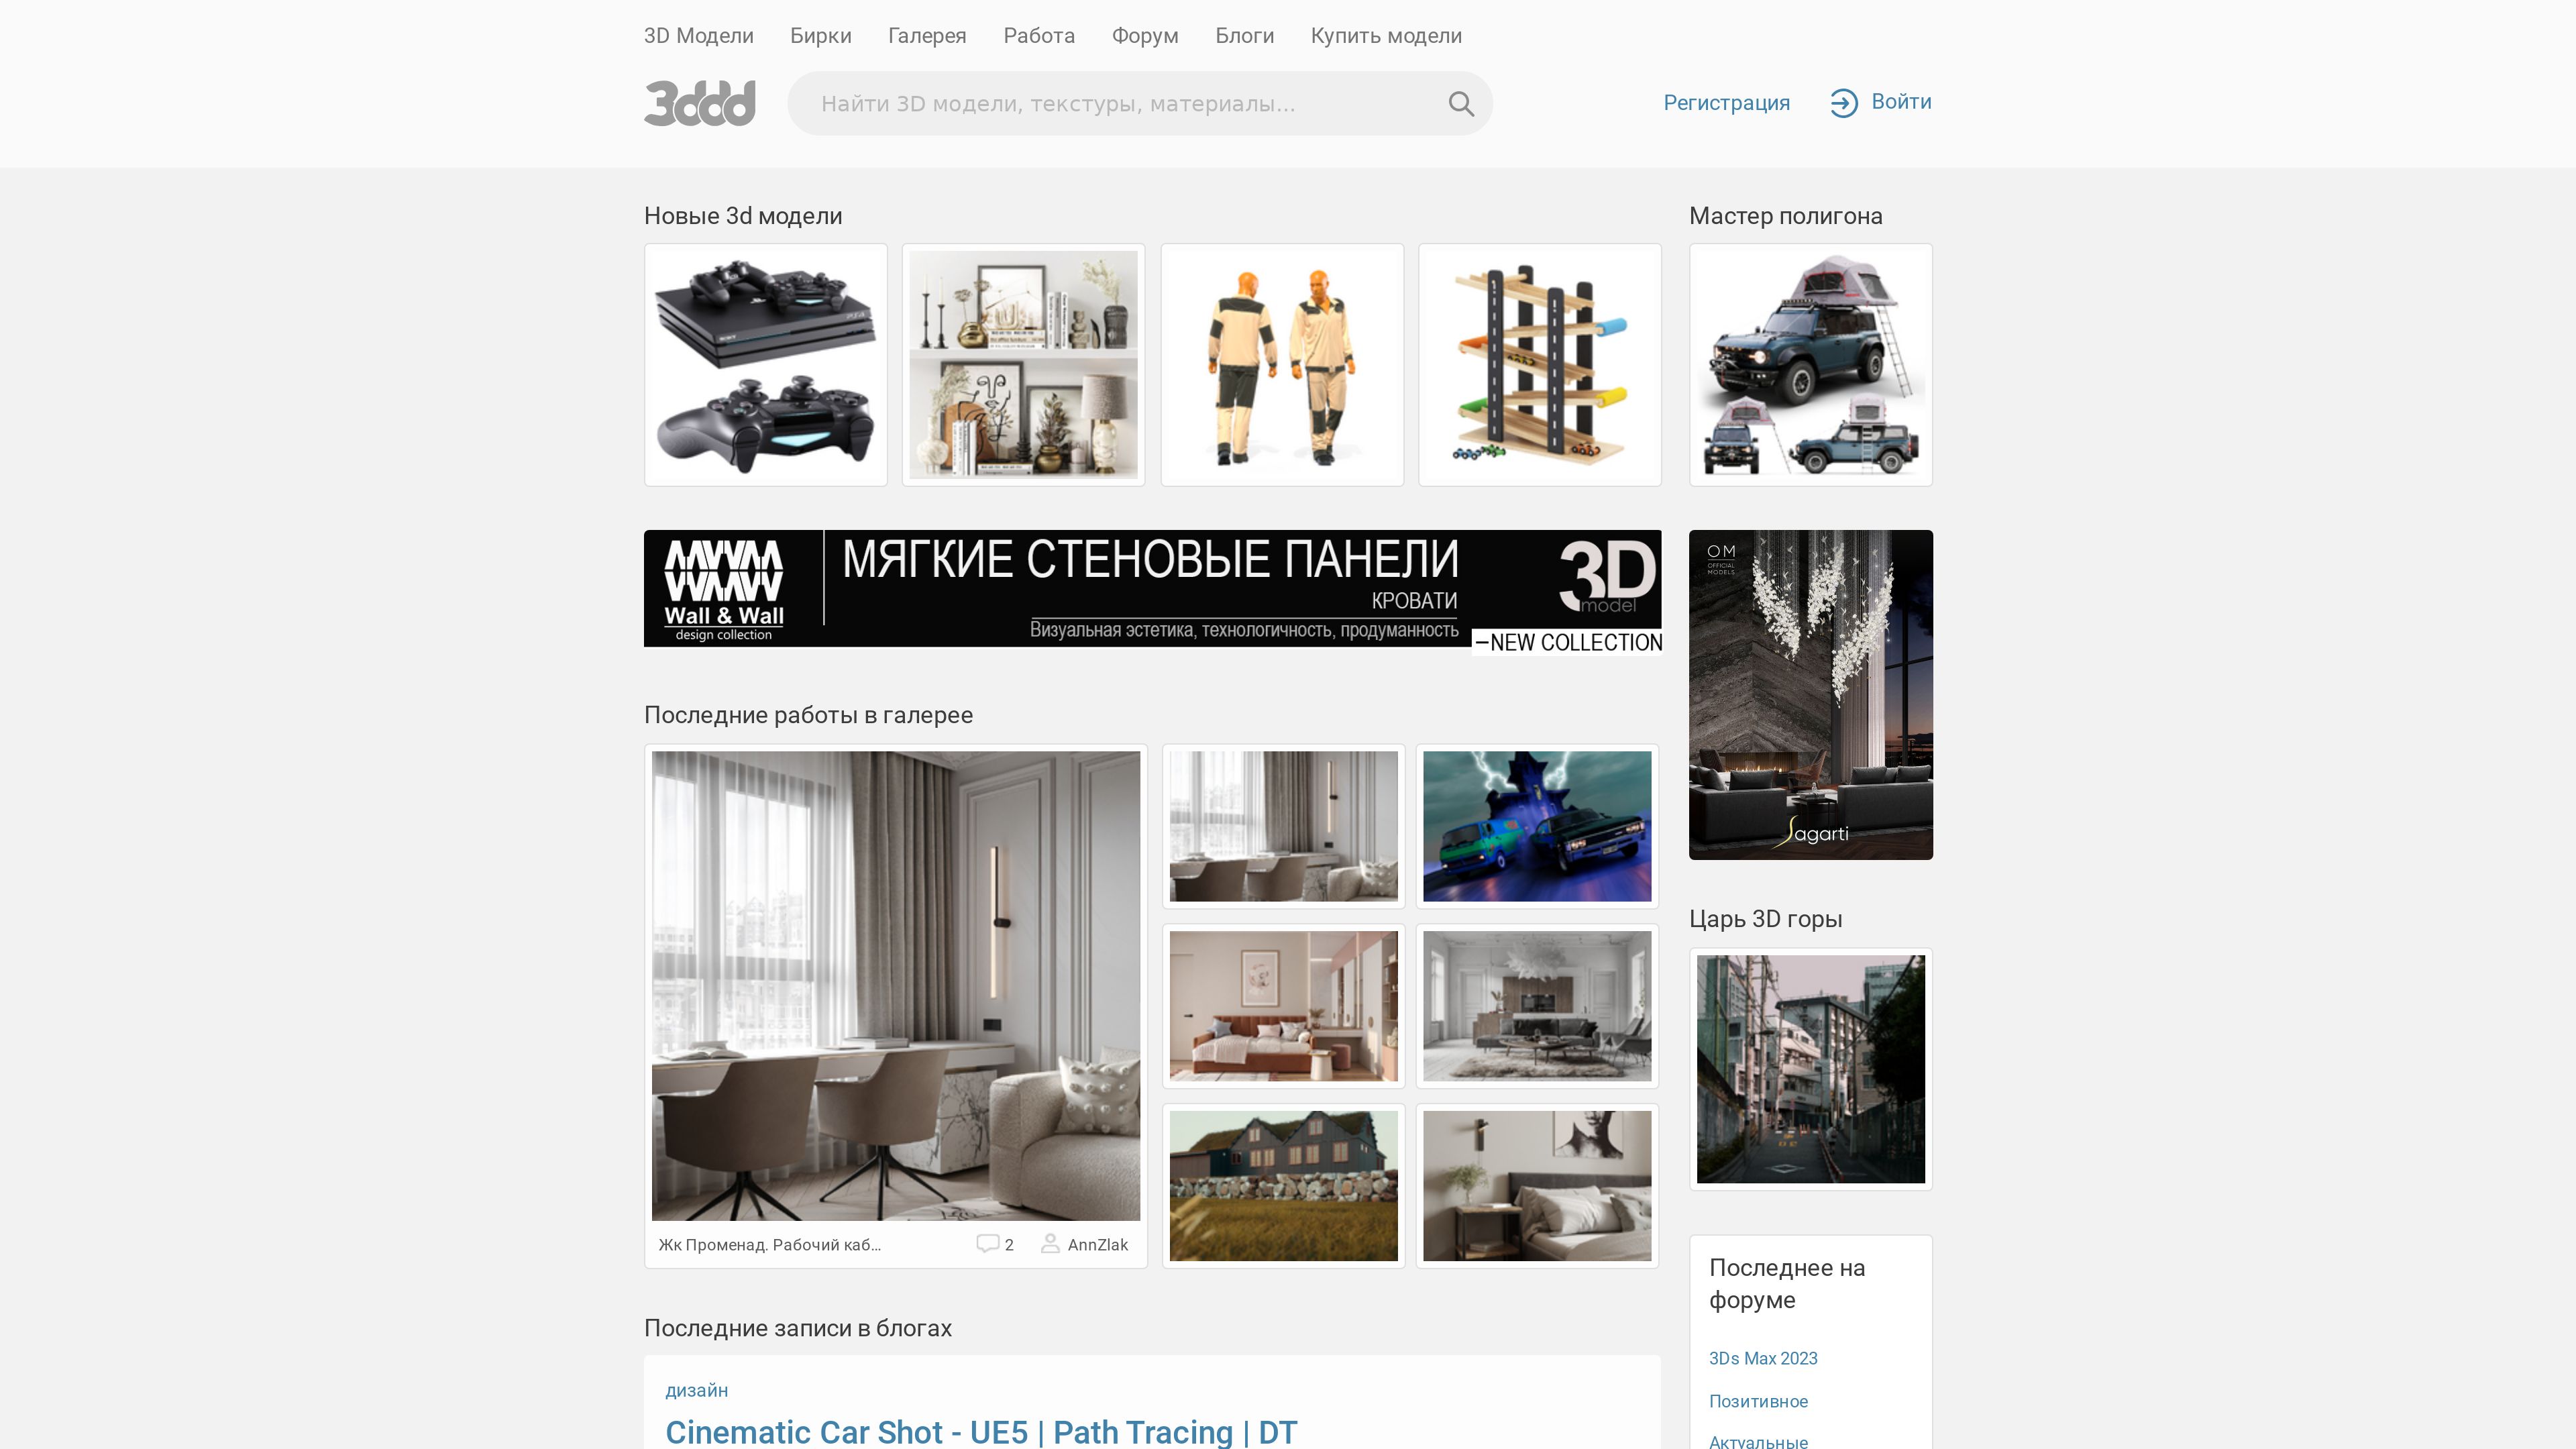 3D Модели Бирки Галерея Работа Форум Блоги Купить модели
3ddd
Найти 3D модели, текстуры, материалы...
Регистрация Войти
Новые 3d модели
Мастер полигона
Wall & Wall
design collection
МЯГКИЕ СТЕНОВЫЕ ПАНЕЛИ
КРОВАТИ
Визуальная эстетика, технологичность, продуманность
3D
model
–NEW COLLECTION
OM
OFFICIAL
MODELS
Sagarti
Последние работы в галерее
Жк Променад. Рабочий каб... 2 AnnZlak
Царь 3D горы
Последнее на
форуме
3Ds Max 2023
Позитивное
Актуальные
Последние записи в блогах
дизайн
Cinematic Car Shot - UE5 | Path Tracing | DT